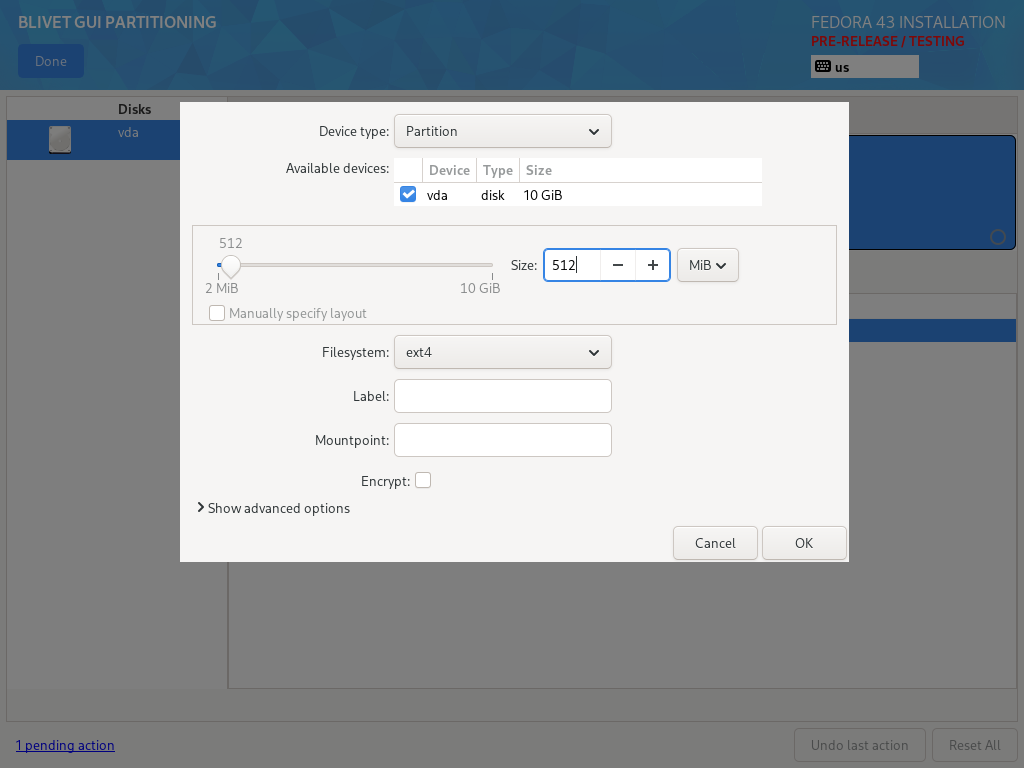 BLIVET GUI PARTITIONING
FEDORA 43 INSTALLATION
PRE-RELEASE / TESTING
Done
us
Disks
vda
Device type: Partition
Available devices:
Device Type Size
vda disk 10 GiB
512
2 MiB 10 GiB
Size: 512 − + MiB
Manually specify layout
Filesystem: ext4
Label:
Mountpoint:
Encrypt:
Show advanced options
Cancel OK
1 pending action
Undo last action Reset All